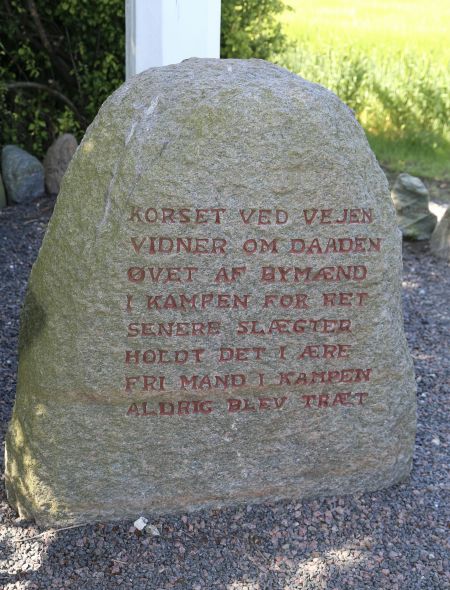 KORSET VED VEJEN
VIDNER OM DAADEN
ØVET AF BYMÆND
I KAMPEN FOR RET
SENERE SLÆGTER
HOLDT DET I ÆRE
FRI MAND I KAMPEN
ALDRIG BLEV TRÆT